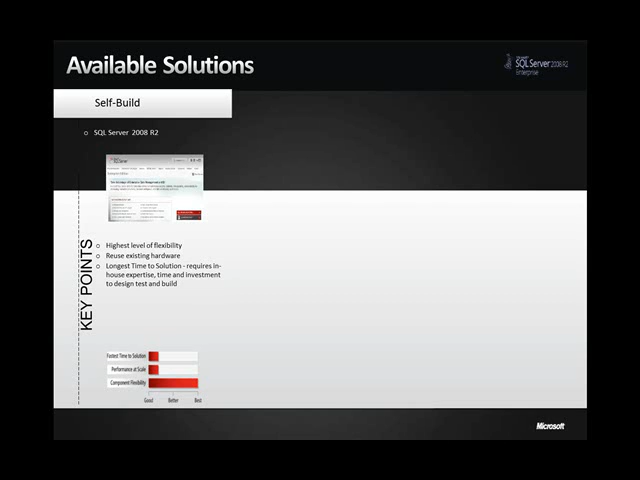 Available Solutions
SQL Server 2008 R2
Enterprise
Self-Build
o SQL Server 2008 R2
SQL Server
KEY POINTS
o Highest level of flexibility
o Reuse existing hardware
o Longest Time to Solution - requires in-
house expertise, time and investment
to design test and build
Fastest Time to Solution
Performance at Scale
Component Flexibility
Good Better Best
Microsoft